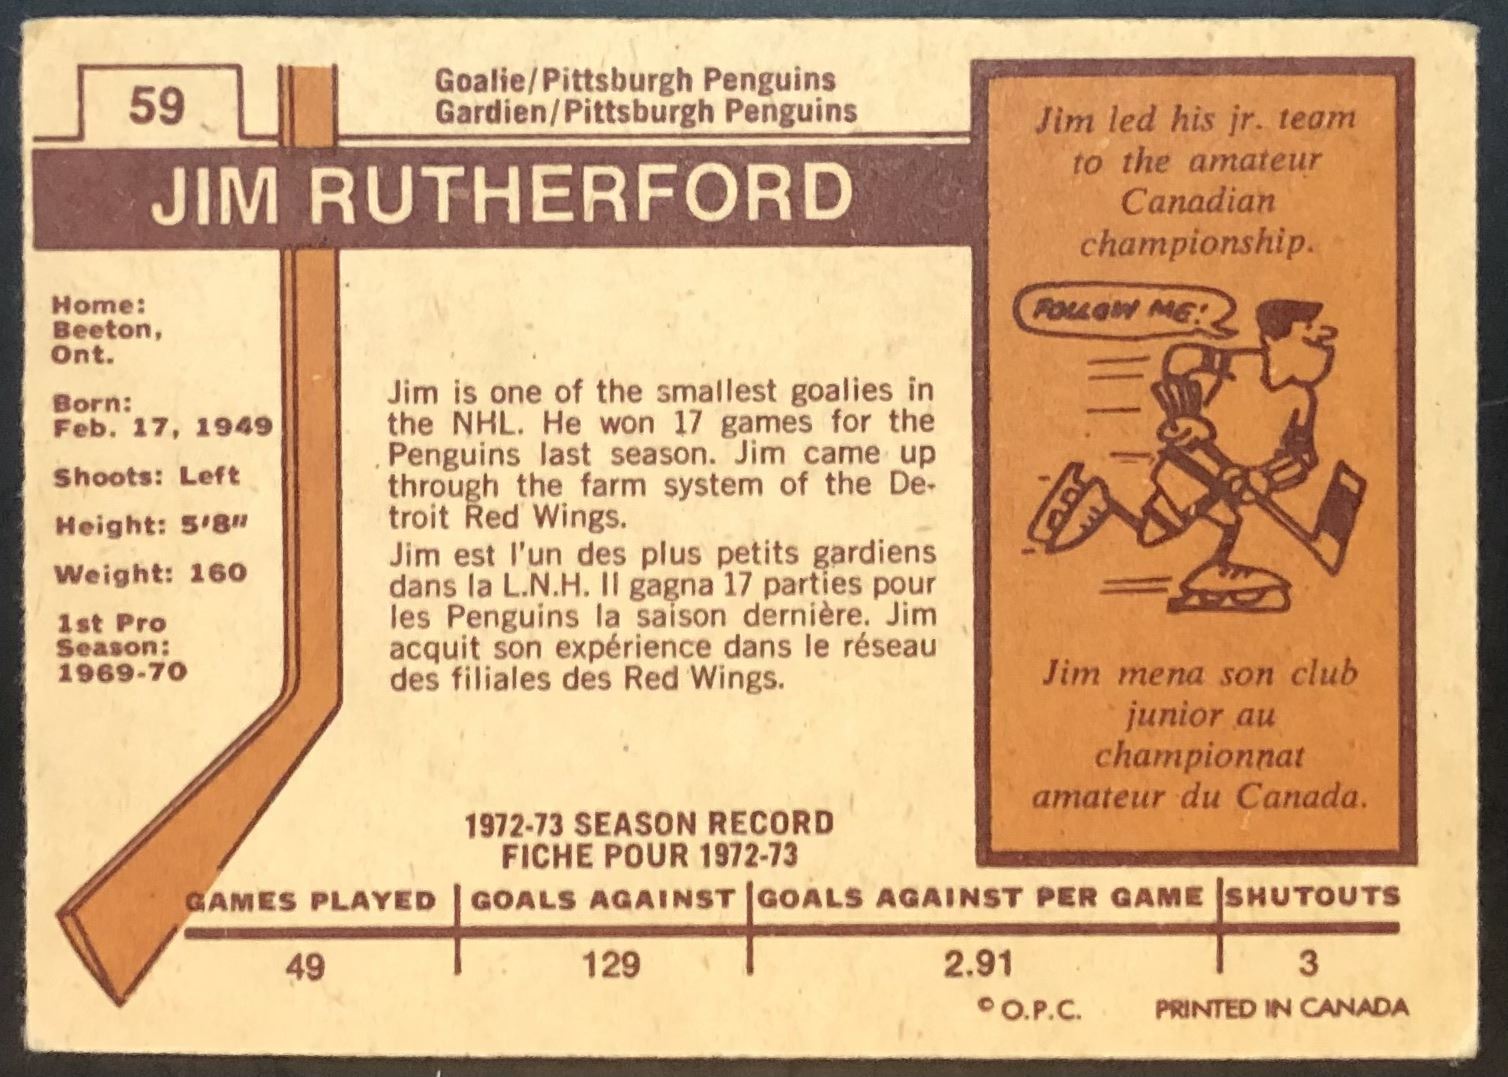 59
Goalie/Pittsburgh Penguins
Gardien/Pittsburgh Penguins
JIM RUTHERFORD
Home:
Beeton,
Ont.
Born:
Feb. 17, 1949
Shoots: Left
Height: 5'8"
Weight: 160
1st Pro
Season:
1969-70
Jim is one of the smallest goalies in
the NHL. He won 17 games for the
Penguins last season. Jim came up
through the farm system of the De-
troit Red Wings.
Jim est l'un des plus petits gardiens
dans la L.N.H. Il gagna 17 parties pour
les Penguins la saison dernière. Jim
acquit son expérience dans le réseau
des filiales des Red Wings.
Jim led his jr. team
to the amateur
Canadian
championship.
FOLLOW ME!
Jim mena son club
junior au
championnat
amateur du Canada.
1972-73 SEASON RECORD
FICHE POUR 1972-73
GAMES PLAYED GOALS AGAINST GOALS AGAINST PER GAME SHUTOUTS
49 129 2.91 3
© O.P.C. PRINTED IN CANADA